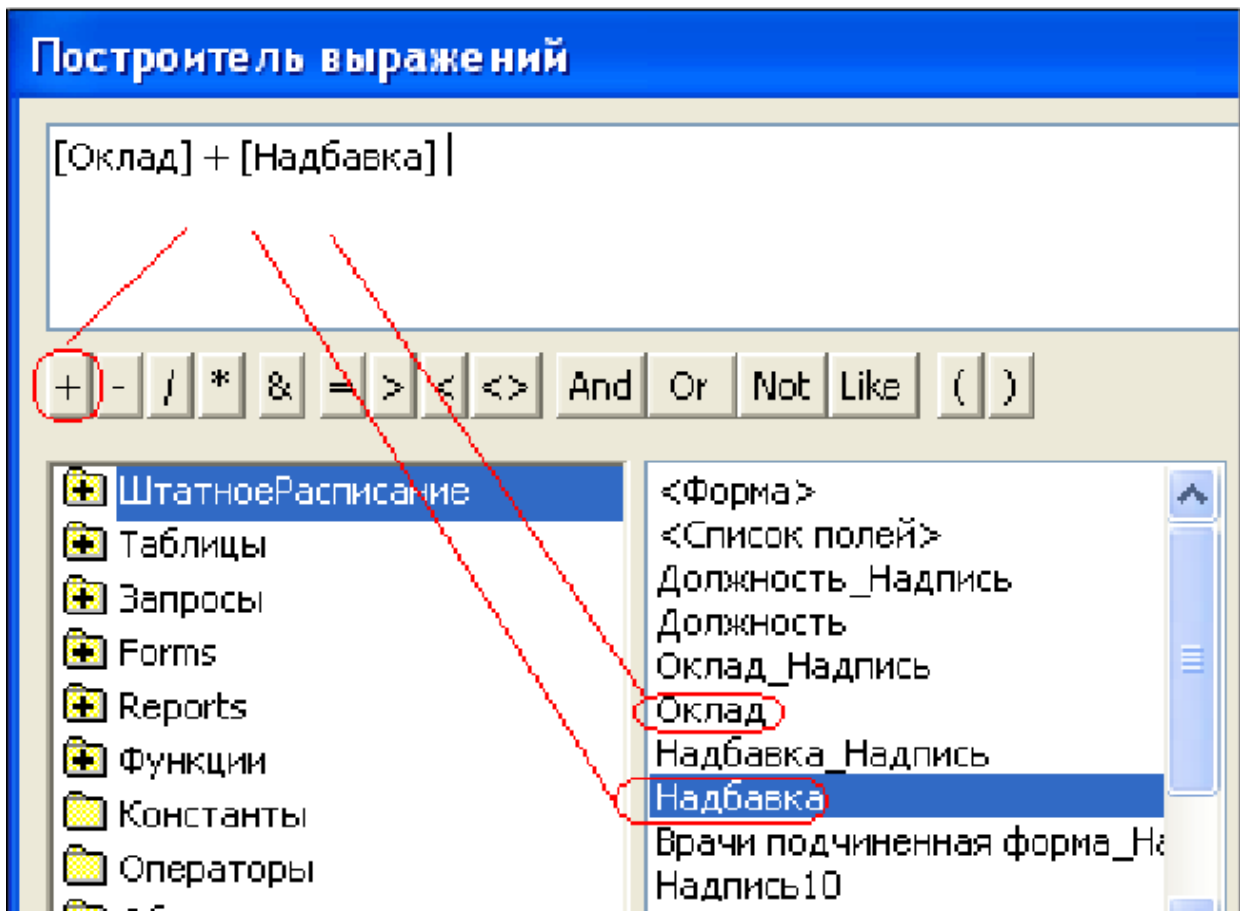 Построитель выражений
[Оклад] + [Надбавка]
+ - / * & = > < <> And Or Not Like ( )
ШтатноеРасписание
Таблицы
Запросы
Forms
Reports
Функции
Константы
Операторы
<Форма>
<Список полей>
Должность_Надпись
Должность
Оклад_Надпись
Оклад
Надбавка_Надпись
Надбавка
Врачи подчиненная форма_На
Надпись10